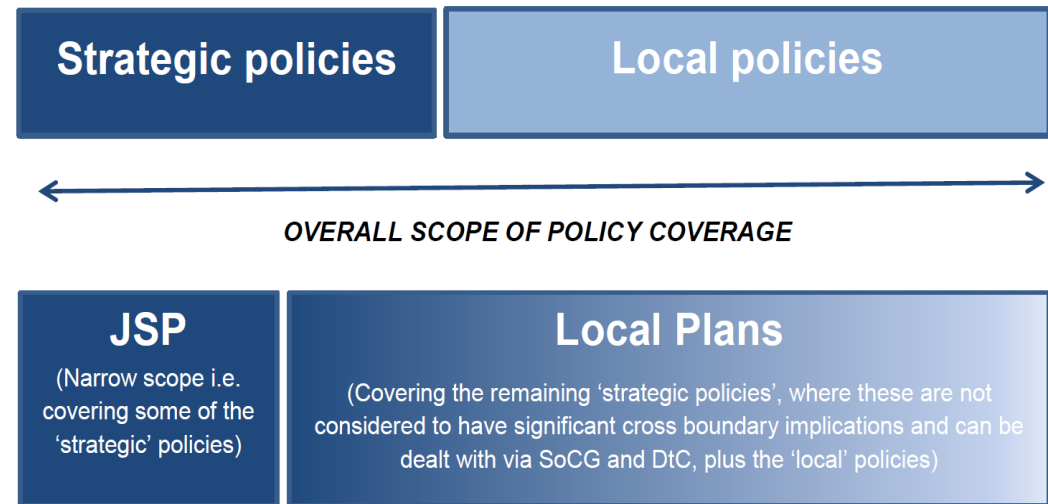 Strategic policies
Local policies
OVERALL SCOPE OF POLICY COVERAGE
JSP
(Narrow scope i.e.
covering some of the
‘strategic’ policies)
Local Plans
(Covering the remaining ‘strategic policies’, where these are not
considered to have significant cross boundary implications and can be
dealt with via SoCG and DtC, plus the ‘local’ policies)